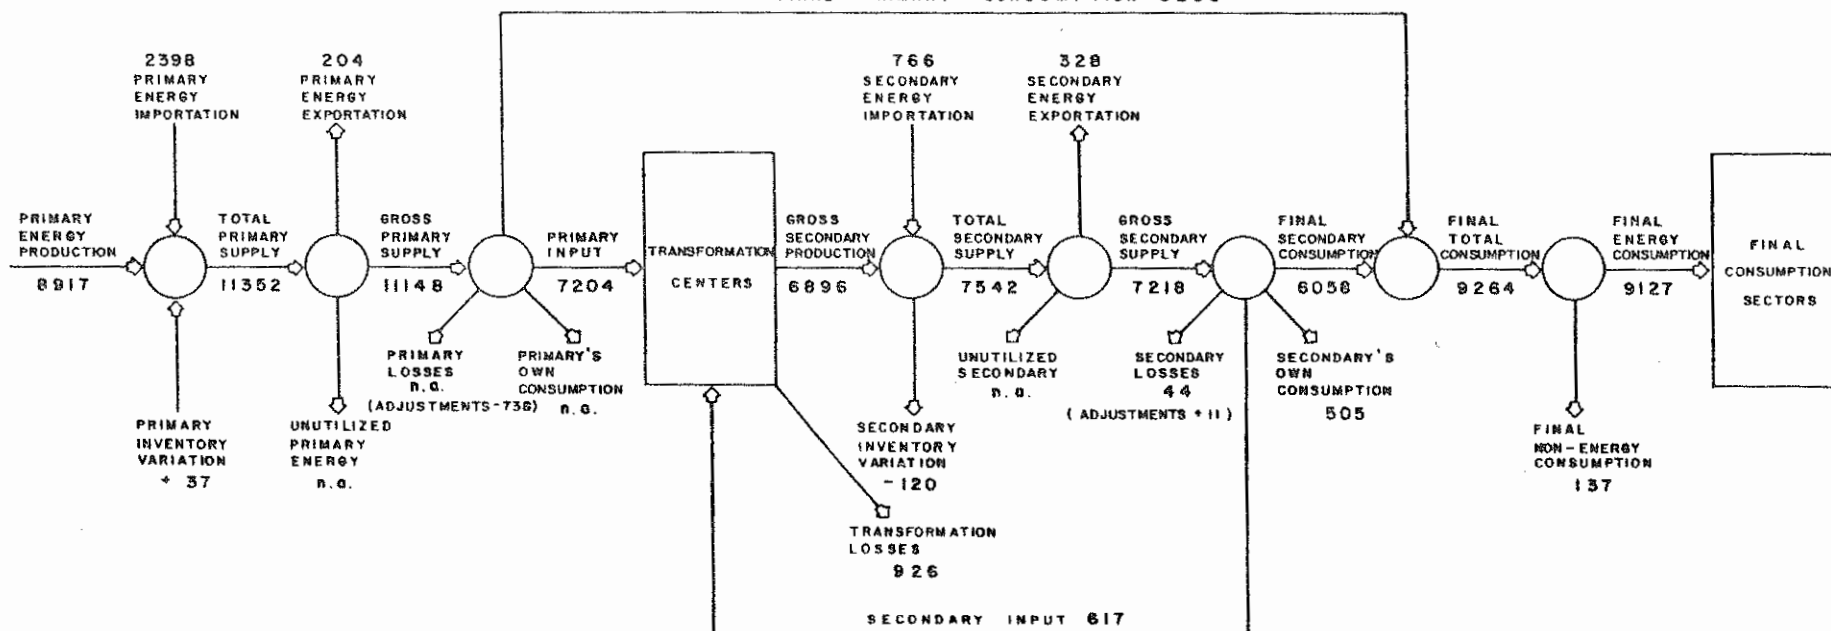 2398
PRIMARY
ENERGY
IMPORTATION
204
PRIMARY
ENERGY
EXPORTATION
766
SECONDARY
ENERGY
IMPORTATION
328
SECONDARY
ENERGY
EXPORTATION
PRIMARY
ENERGY
PRODUCTION
8917
TOTAL
PRIMARY
SUPPLY
11352
GROSS
PRIMARY
SUPPLY
11148
PRIMARY
INPUT
7204
TRANSFORMATION
CENTERS
GROSS
SECONDARY
PRODUCTION
6896
TOTAL
SECONDARY
SUPPLY
7542
GROSS
SECONDARY
SUPPLY
7218
FINAL
SECONDARY
CONSUMPTION
6058
FINAL
TOTAL
CONSUMPTION
9264
FINAL
ENERGY
CONSUMPTION
9127
FINAL
CONSUMPTION
SECTORS
PRIMARY
LOSSES
n.a.
(ADJUSTMENTS-738)
PRIMARY'S
OWN
CONSUMPTION
n.a.
UNUTILIZED
SECONDARY
n.a.
SECONDARY
LOSSES
44
(ADJUSTMENTS +11)
SECONDARY'S
OWN
CONSUMPTION
505
PRIMARY
INVENTORY
VARIATION
+ 37
UNUTILIZED
PRIMARY
ENERGY
n.a.
SECONDARY
INVENTORY
VARIATION
-120
FINAL
NON-ENERGY
CONSUMPTION
137
TRANSFORMATION
LOSSES
926
SECONDARY INPUT 617